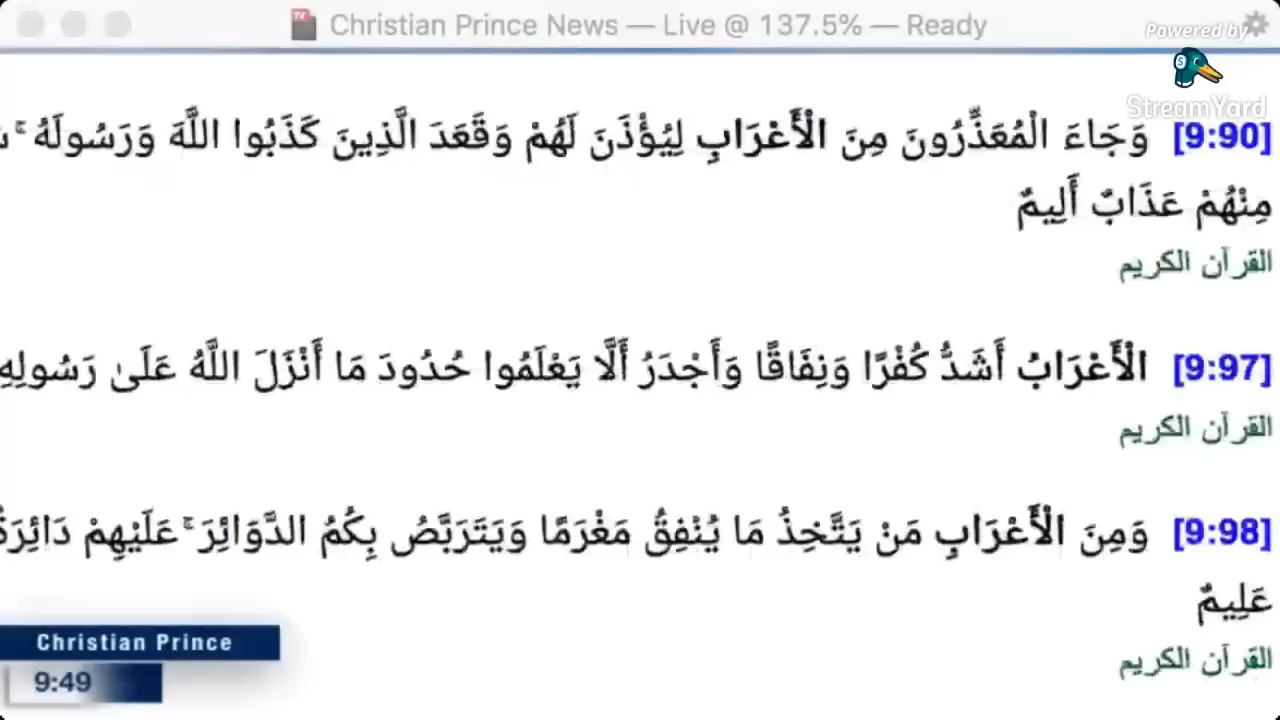 Christian Prince News — Live @ 137.5% — Ready
Powered by
StreamYard
[9:90] وَجَاءَ الْمُعَذِّرُونَ مِنَ الْأَعْرَابِ لِيُؤْذَنَ لَهُمْ وَقَعَدَ الَّذِينَ كَذَبُوا اللَّهَ وَرَسُولَهُ ۚ
مِنْهُمْ عَذَابٌ أَلِيمٌ
القرآن الكريم
[9:97] الْأَعْرَابُ أَشَدُّ كُفْرًا وَنِفَاقًا وَأَجْدَرُ أَلَّا يَعْلَمُوا حُدُودَ مَا أَنْزَلَ اللَّهُ عَلَىٰ رَسُولِهِ
القرآن الكريم
[9:98] وَمِنَ الْأَعْرَابِ مَنْ يَتَّخِذُ مَا يُنْفِقُ مَغْرَمًا وَيَتَرَبَّصُ بِكُمُ الدَّوَائِرَ ۚ عَلَيْهِمْ دَائِرَةُ
عَلِيمٌ
القرآن الكريم
Christian Prince
9:49